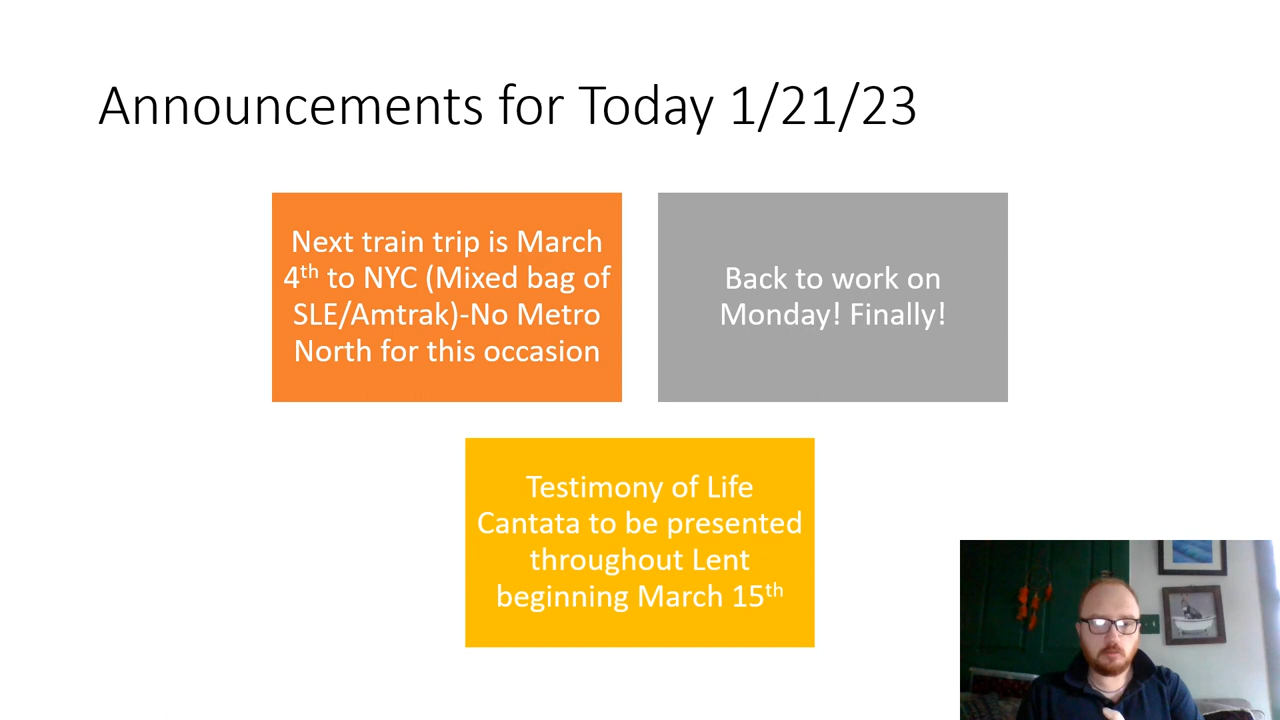 Announcements for Today 1/21/23
Next train trip is March
4th to NYC (Mixed bag of
SLE/Amtrak)-No Metro
North for this occasion
Back to work on
Monday! Finally!
Testimony of Life
Cantata to be presented
throughout Lent
beginning March 15th